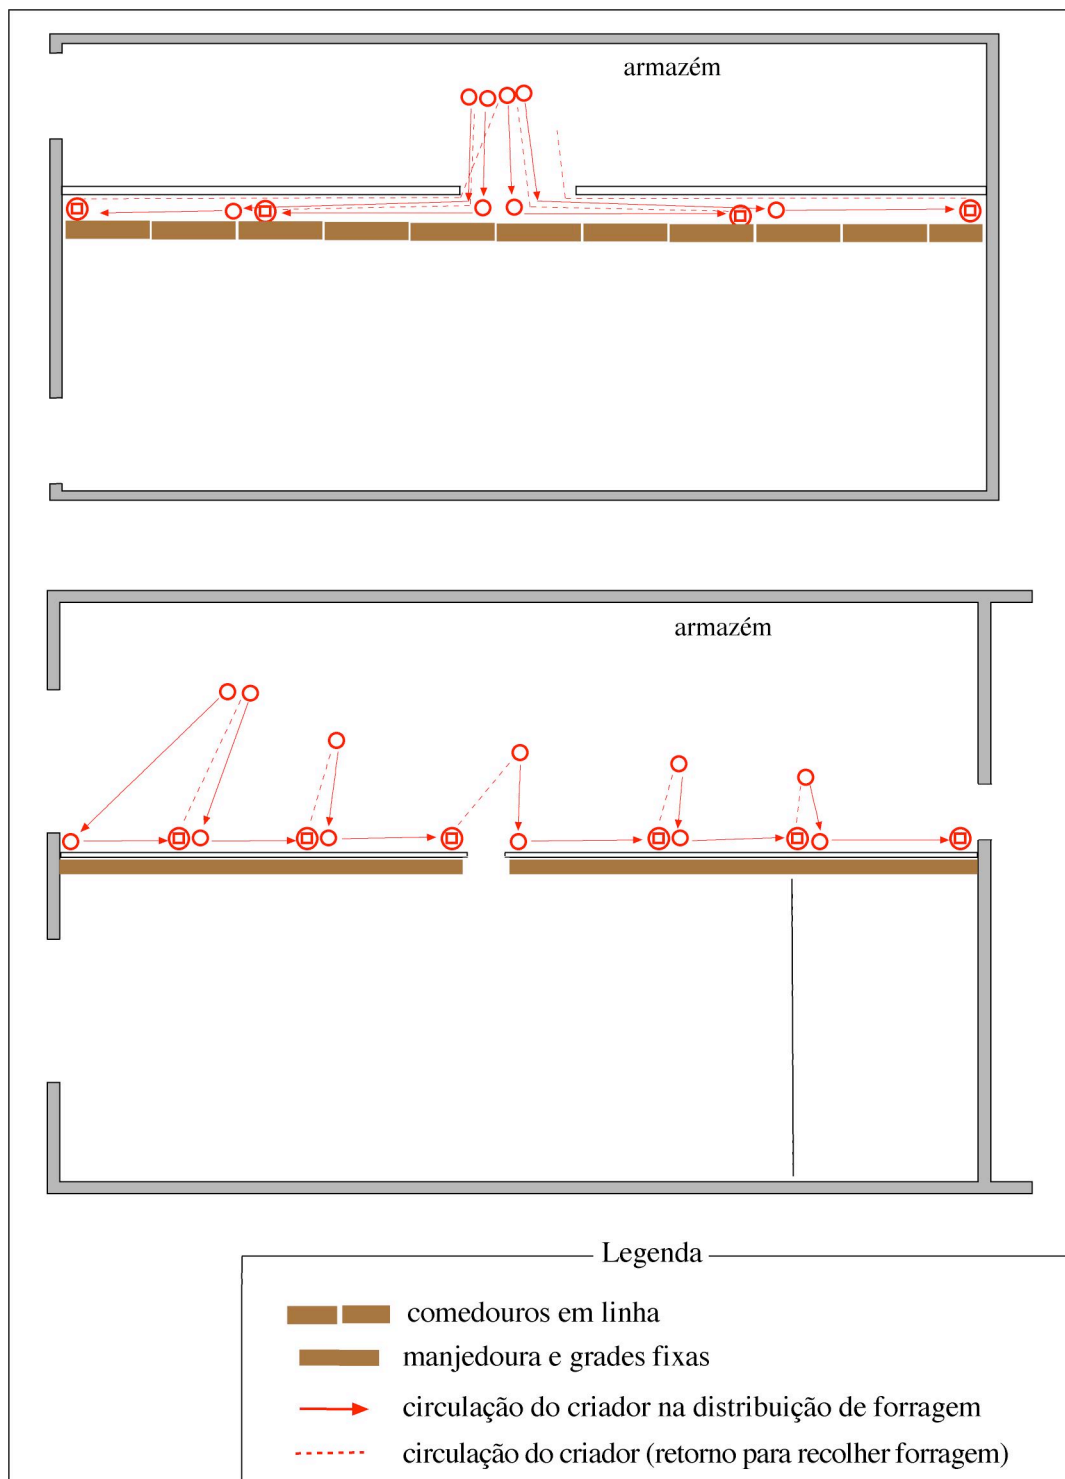 armazém
armazém
Legenda
comedouros em linha
manjedoura e grades fixas
circulação do criador na distribuição de forragem
circulação do criador (retorno para recolher forragem)